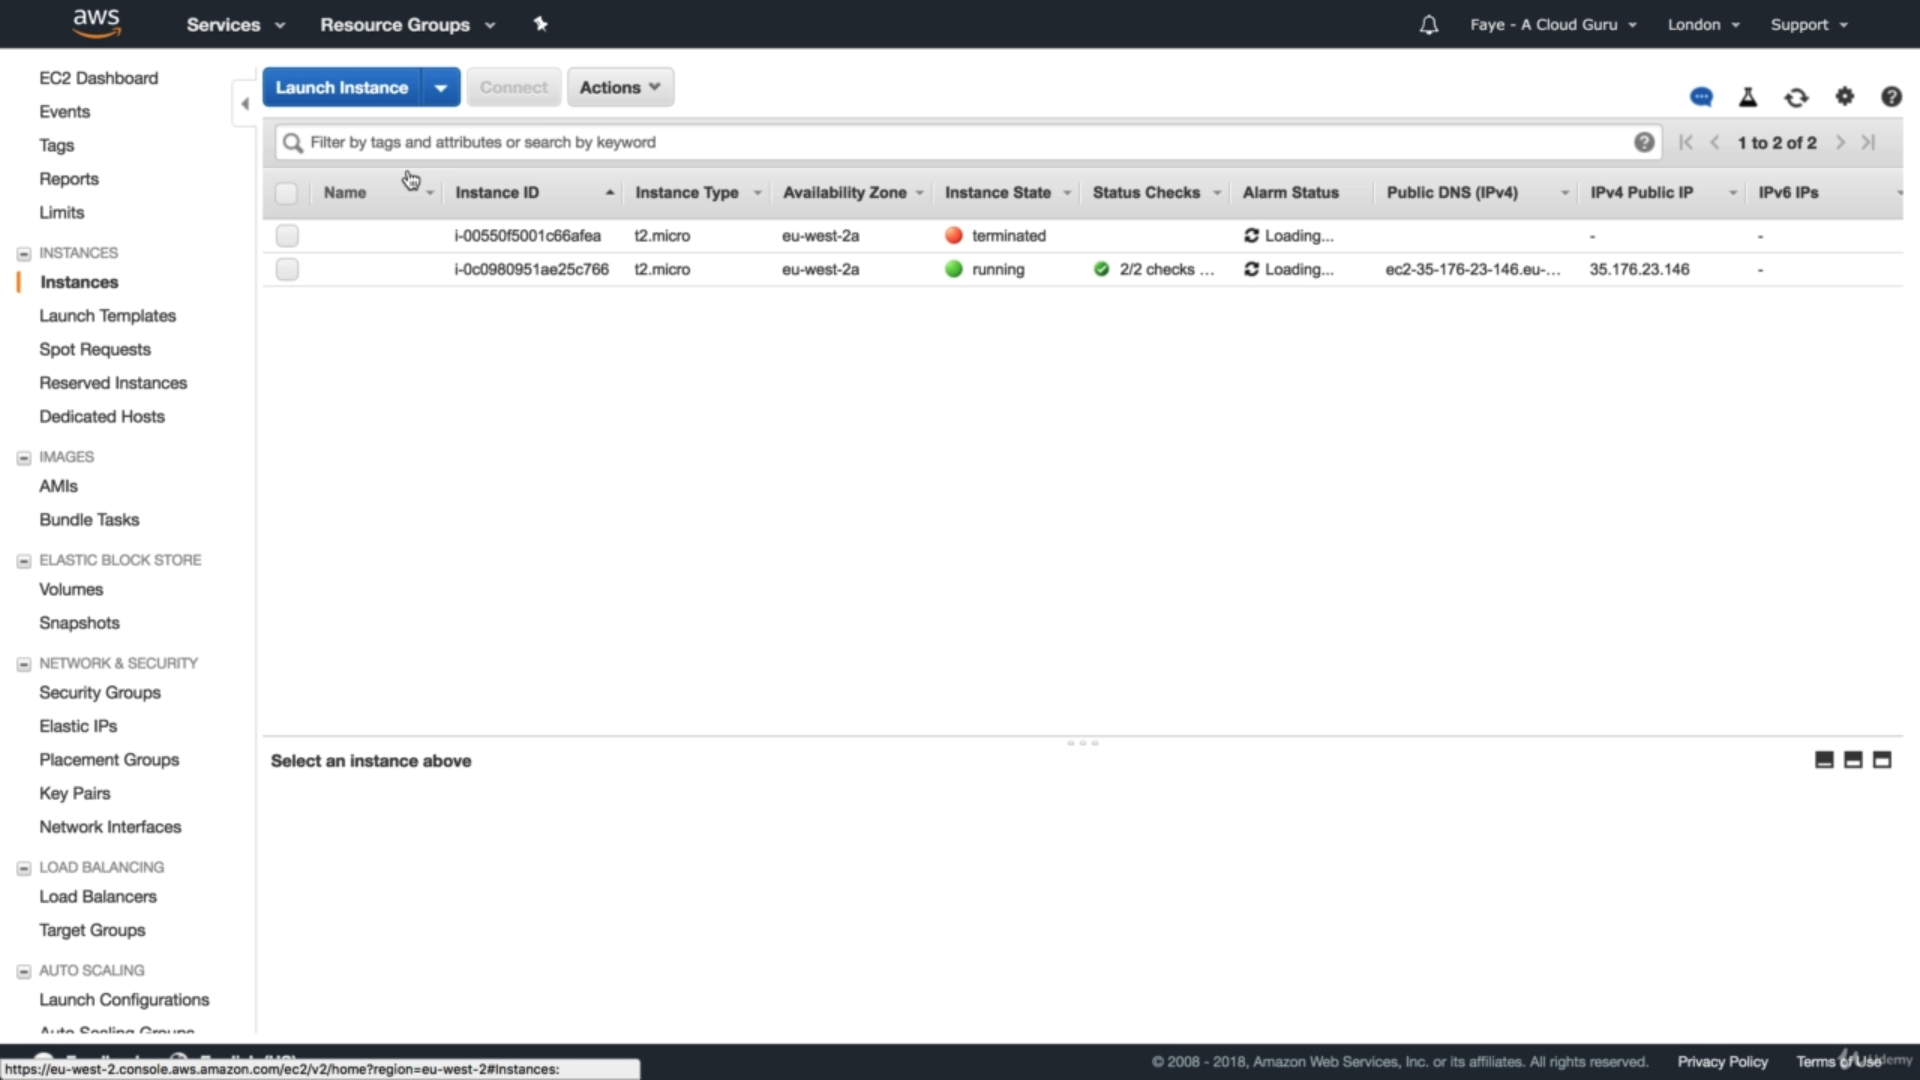 aws
Services
Resource Groups
Faye - A Cloud Guru
London
Support
EC2 Dashboard
Events
Tags
Reports
Limits
INSTANCES
Instances
Launch Templates
Spot Requests
Reserved Instances
Dedicated Hosts
IMAGES
AMIs
Bundle Tasks
ELASTIC BLOCK STORE
Volumes
Snapshots
NETWORK & SECURITY
Security Groups
Elastic IPs
Placement Groups
Key Pairs
Network Interfaces
LOAD BALANCING
Load Balancers
Target Groups
AUTO SCALING
Launch Configurations
Auto Scaling Groups
Launch Instance
Connect
Actions
Filter by tags and attributes or search by keyword
1 to 2 of 2
Name Instance ID Instance Type Availability Zone Instance State Status Checks Alarm Status Public DNS (IPv4) IPv4 Public IP IPv6 IPs
i-00550f5001c66afea t2.micro eu-west-2a terminated Loading... - -
i-0c0980951ae25c766 t2.micro eu-west-2a running 2/2 checks ... Loading... ec2-35-176-23-146.eu-... 35.176.23.146 -
Select an instance above
https://eu-west-2.console.aws.amazon.com/ec2/v2/home?region=eu-west-2#Instances:
© 2008 - 2018, Amazon Web Services, Inc. or its affiliates. All rights reserved.
Privacy Policy
Terms of Use